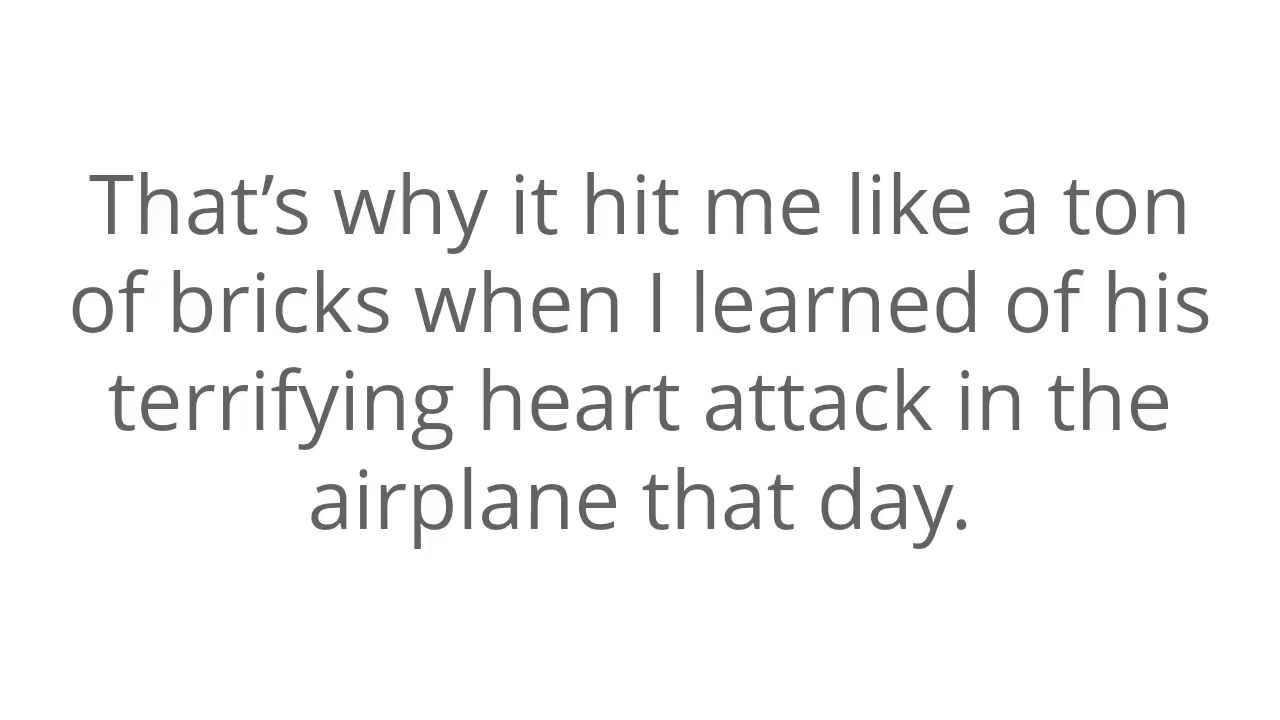 That’s why it hit me like a ton
of bricks when I learned of his
terrifying heart attack in the
airplane that day.